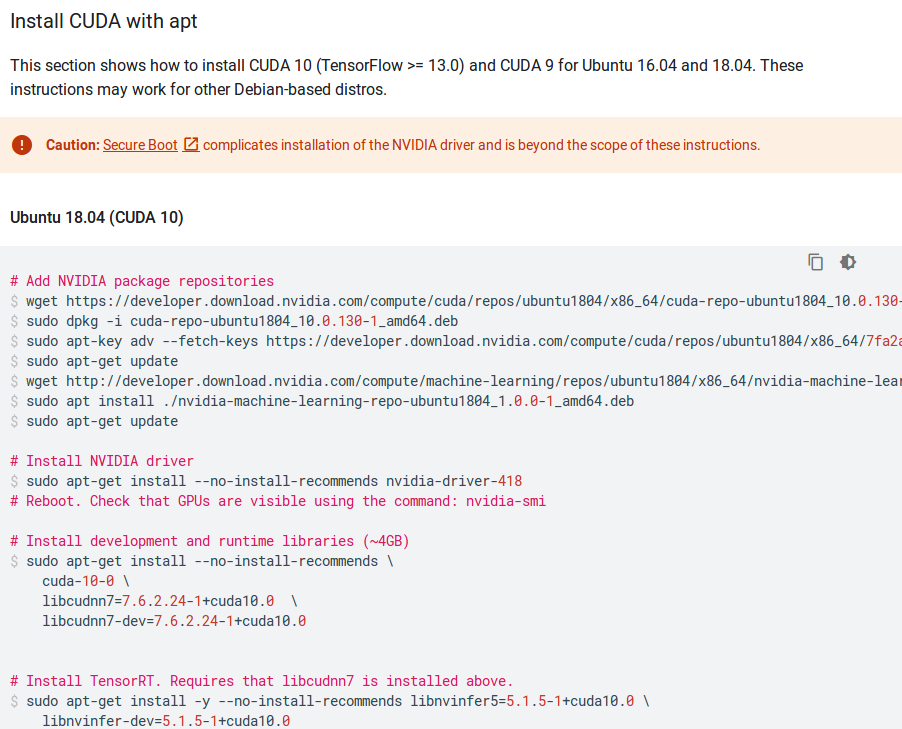 Install CUDA with apt
This section shows how to install CUDA 10 (TensorFlow >= 13.0) and CUDA 9 for Ubuntu 16.04 and 18.04. These
instructions may work for other Debian-based distros.
Caution: Secure Boot complicates installation of the NVIDIA driver and is beyond the scope of these instructions.
Ubuntu 18.04 (CUDA 10)
# Add NVIDIA package repositories
$ wget https://developer.download.nvidia.com/compute/cuda/repos/ubuntu1804/x86_64/cuda-repo-ubuntu1804_10.0.130-
$ sudo dpkg -i cuda-repo-ubuntu1804_10.0.130-1_amd64.deb
$ sudo apt-key adv --fetch-keys https://developer.download.nvidia.com/compute/cuda/repos/ubuntu1804/x86_64/7fa2a
$ sudo apt-get update
$ wget http://developer.download.nvidia.com/compute/machine-learning/repos/ubuntu1804/x86_64/nvidia-machine-lear
$ sudo apt install ./nvidia-machine-learning-repo-ubuntu1804_1.0.0-1_amd64.deb
$ sudo apt-get update
# Install NVIDIA driver
$ sudo apt-get install --no-install-recommends nvidia-driver-418
# Reboot. Check that GPUs are visible using the command: nvidia-smi
# Install development and runtime libraries (~4GB)
$ sudo apt-get install --no-install-recommends \
cuda-10-0 \
libcudnn7=7.6.2.24-1+cuda10.0 \
libcudnn7-dev=7.6.2.24-1+cuda10.0
# Install TensorRT. Requires that libcudnn7 is installed above.
$ sudo apt-get install -y --no-install-recommends libnvinfer5=5.1.5-1+cuda10.0 \
libnvinfer-dev=5.1.5-1+cuda10.0